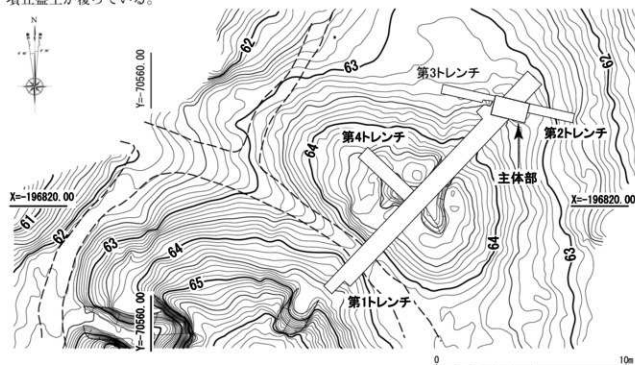 墳丘盛土が覆っている。
N
62
Y=-70560.00
63
第3トレンチ
62
第4トレンチ
64
第2トレンチ
主体部
X=-196820.00
X=-196820.00
61
62
63
64
64
63
65
第1トレンチ
Y=-70560.00
0 10m